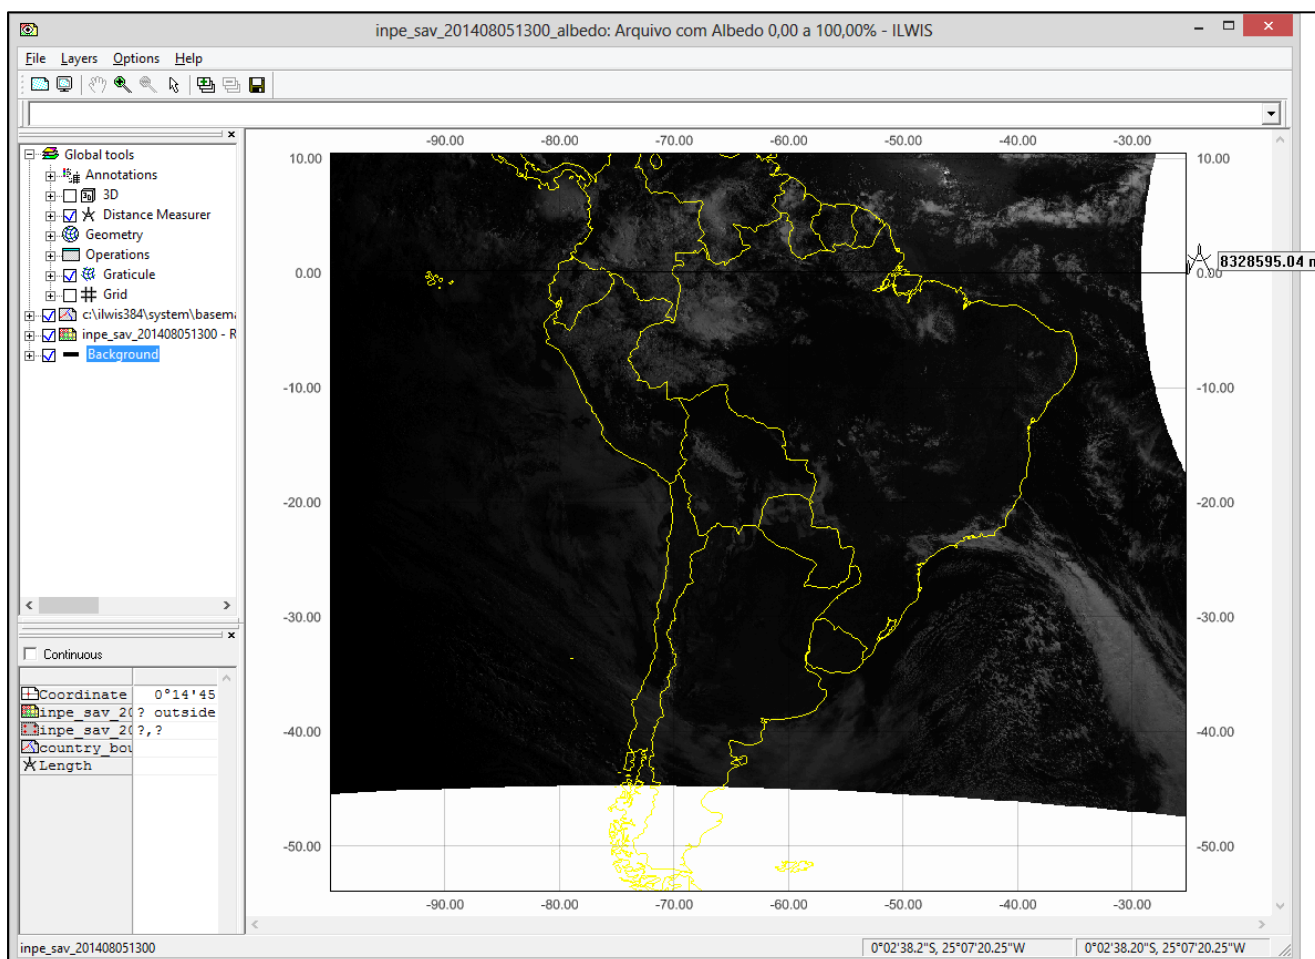 inpe_sav_201408051300_albedo: Arquivo com Albedo 0,00 a 100,00% - ILWIS
File Layers Options Help
Global tools
Annotations
3D
Distance Measurer
Geometry
Operations
Graticule
Grid
c:\ilwis384\system\basema
inpe_sav_201408051300 - R
Background
Continuous
Coordinate 0°14'45
inpe_sav_20 ? outside
inpe_sav_20 ?,?
country_bou
Length
-90.00 -80.00 -70.00 -60.00 -50.00 -40.00 -30.00
10.00 10.00
8328595.04 m
0.00 0.00
-10.00 -10.00
-20.00 -20.00
-30.00 -30.00
-40.00 -40.00
-50.00 -50.00
-90.00 -80.00 -70.00 -60.00 -50.00 -40.00 -30.00
inpe_sav_201408051300 0°02'38.2"S, 25°07'20.25"W 0°02'38.20"S, 25°07'20.25"W